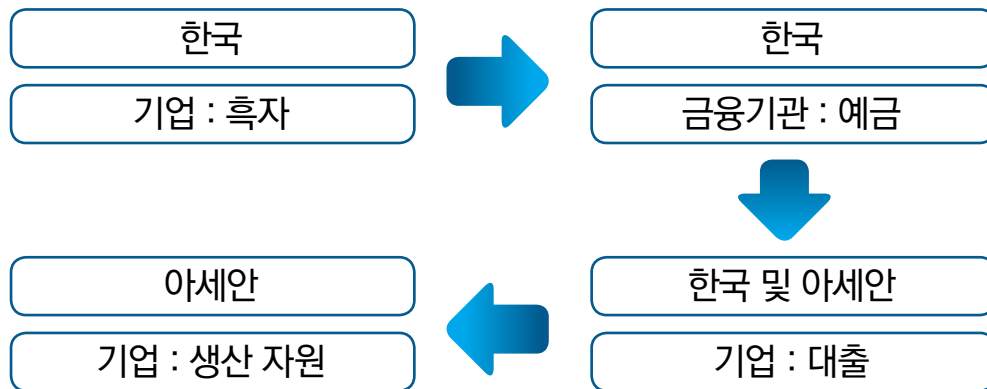 한국
기업 : 흑자
한국
금융기관 : 예금
한국 및 아세안
기업 : 대출
아세안
기업 : 생산 자원